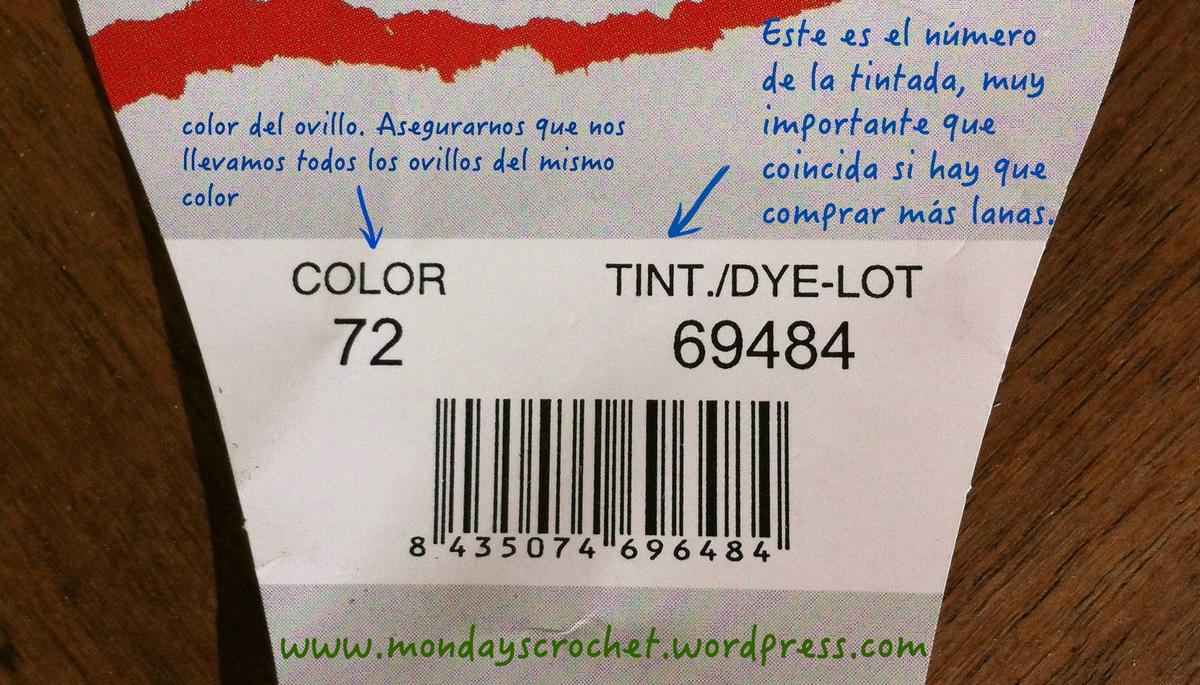 color del ovillo. Asegurarnos que nos
llevamos todos los ovillos del mismo
color
Este es el número
de la tintada, muy
importante que
coincida si hay que
comprar más lanas.
COLOR
72
TINT./DYE-LOT
69484
8 435074 696484
www.mondayscrochet.wordpress.com